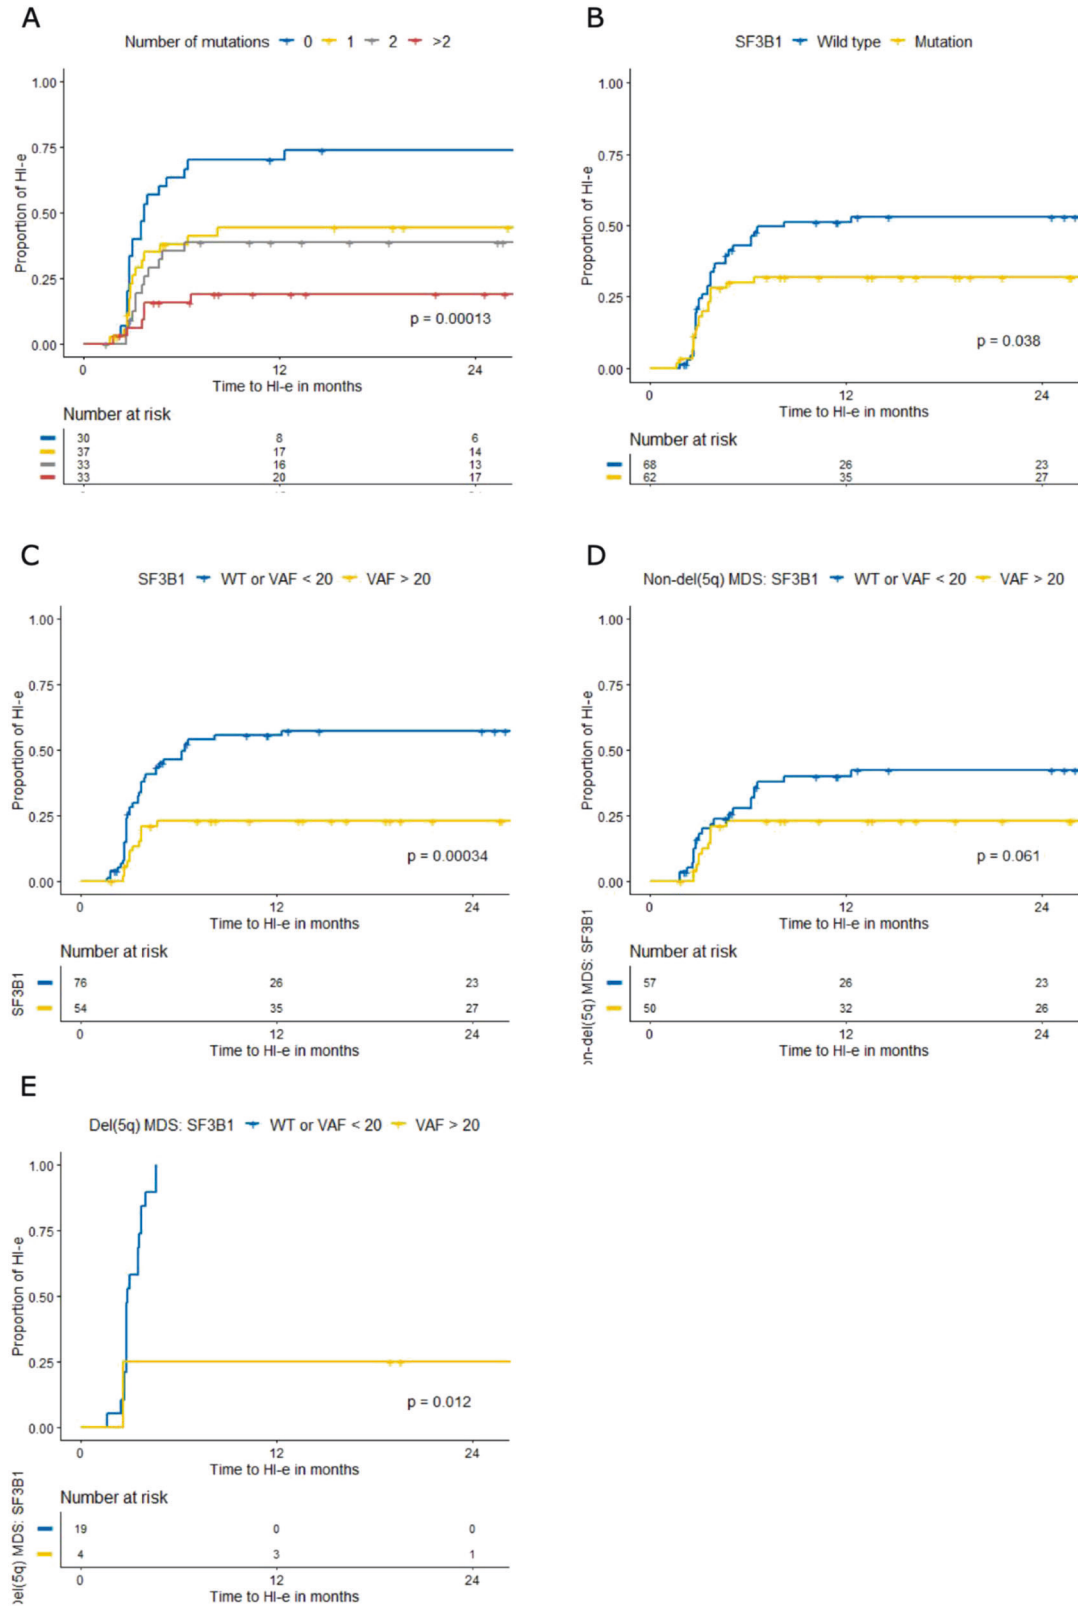 A
Number of mutations 0 1 2 >2
1.00
0.75
0.50
0.25
0.00
Proportion of HI-e
p = 0.00013
0 12 24
Time to HI-e in months
Number at risk
30 8 6
37 17 14
33 16 13
33 20 17
B
SF3B1 Wild type Mutation
1.00
0.75
0.50
0.25
0.00
Proportion of HI-e
p = 0.038
0 12 24
Time to HI-e in months
Number at risk
68 26 23
62 35 27
C
SF3B1 WT or VAF < 20 VAF > 20
1.00
0.75
0.50
0.25
0.00
Proportion of HI-e
p = 0.00034
0 12 24
Time to HI-e in months
Number at risk
SF3B1
76 26 23
54 35 27
0 12 24
Time to HI-e in months
D
Non-del(5q) MDS: SF3B1 WT or VAF < 20 VAF > 20
1.00
0.75
0.50
0.25
0.00
Proportion of HI-e
p = 0.061
0 12 24
Time to HI-e in months
Number at risk
on-del(5q) MDS: SF3B1
57 26 23
50 32 26
0 12 24
Time to HI-e in months
E
Del(5q) MDS: SF3B1 WT or VAF < 20 VAF > 20
1.00
0.75
0.50
0.25
0.00
Proportion of HI-e
p = 0.012
0 12 24
Time to HI-e in months
Number at risk
Del(5q) MDS: SF3B1
19 0 0
4 3 1
0 12 24
Time to HI-e in months